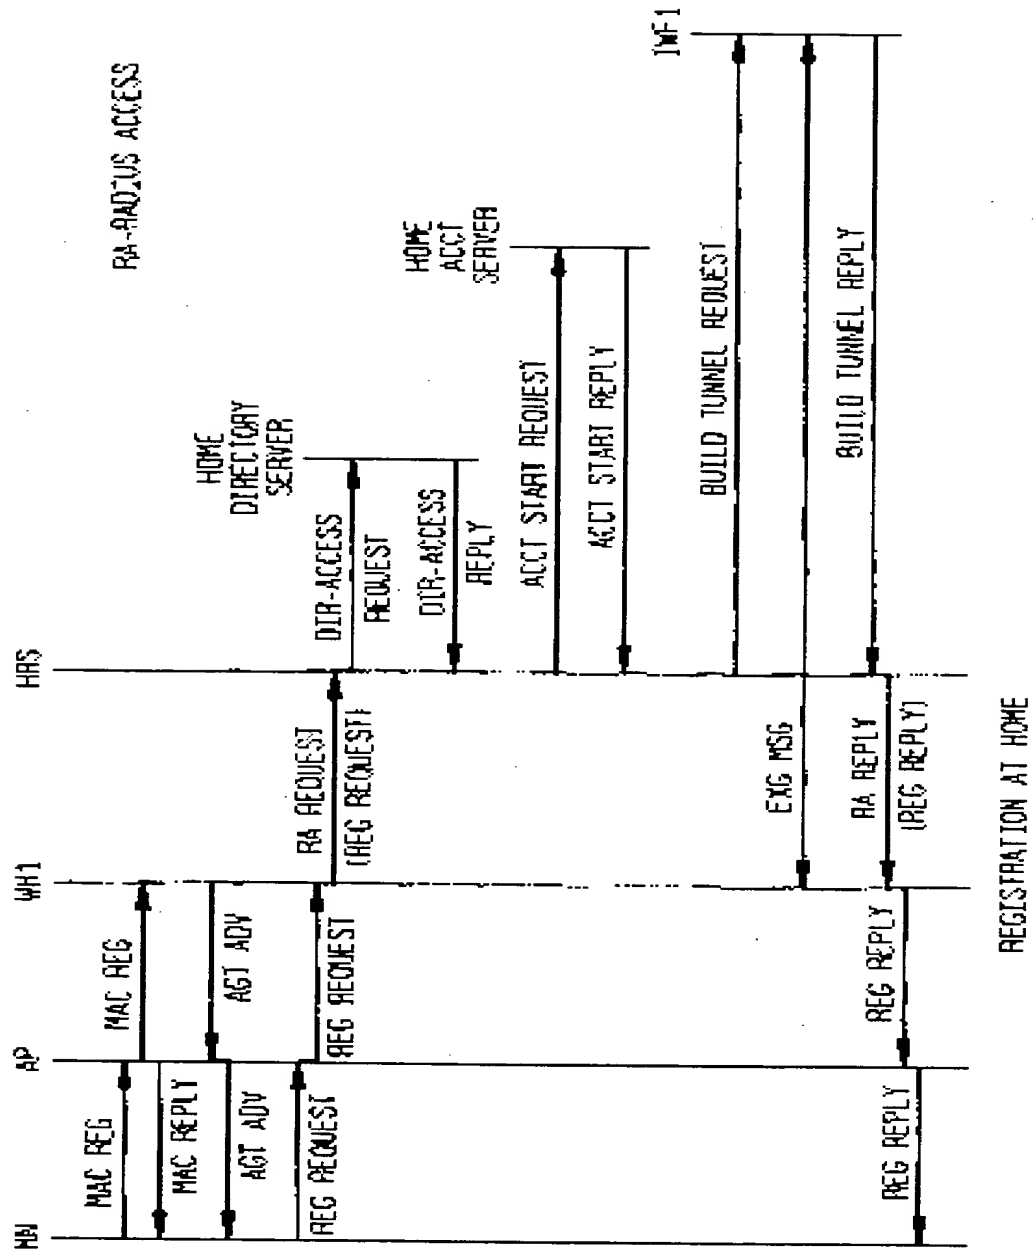 MN
AP
WH1
HRS
RA-RADIUS ACCESS
MAC REG
MAC REG
MAC REPLY
AGT ADV
AGT ADV
REG REQUEST
REG REQUEST
RA REQUEST
(REG REQUEST)
HOME
DIRECTORY
SERVER
DIR-ACCESS
REQUEST
DIR-ACCESS
REPLY
HOME
ACCT
SERVER
ACCT START REQUEST
ACCT START REPLY
IWF1
BUILD TUNNEL REQUEST
EXG MSG
BUILD TUNNEL REPLY
RA REPLY
(REG REPLY)
REG REPLY
REG REPLY
REGISTRATION AT HOME